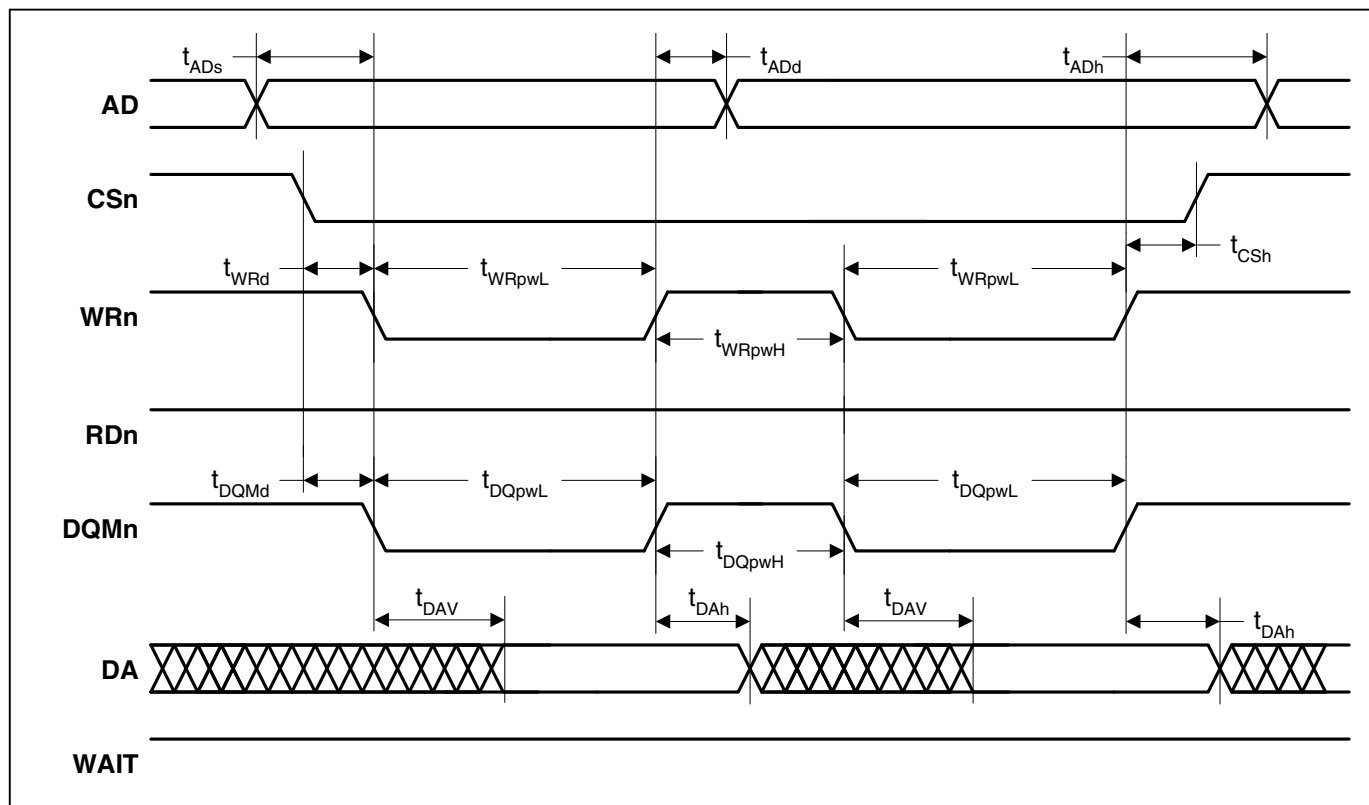 tADs
tADd
tADh
AD
CSn
tCSh
tWRd
tWRpwL
tWRpwL
WRn
tWRpwH
RDn
tDQMd
tDQpwL
tDQpwL
DQMn
tDQpwH
tDAV
tDAh
tDAV
tDAh
DA
WAIT